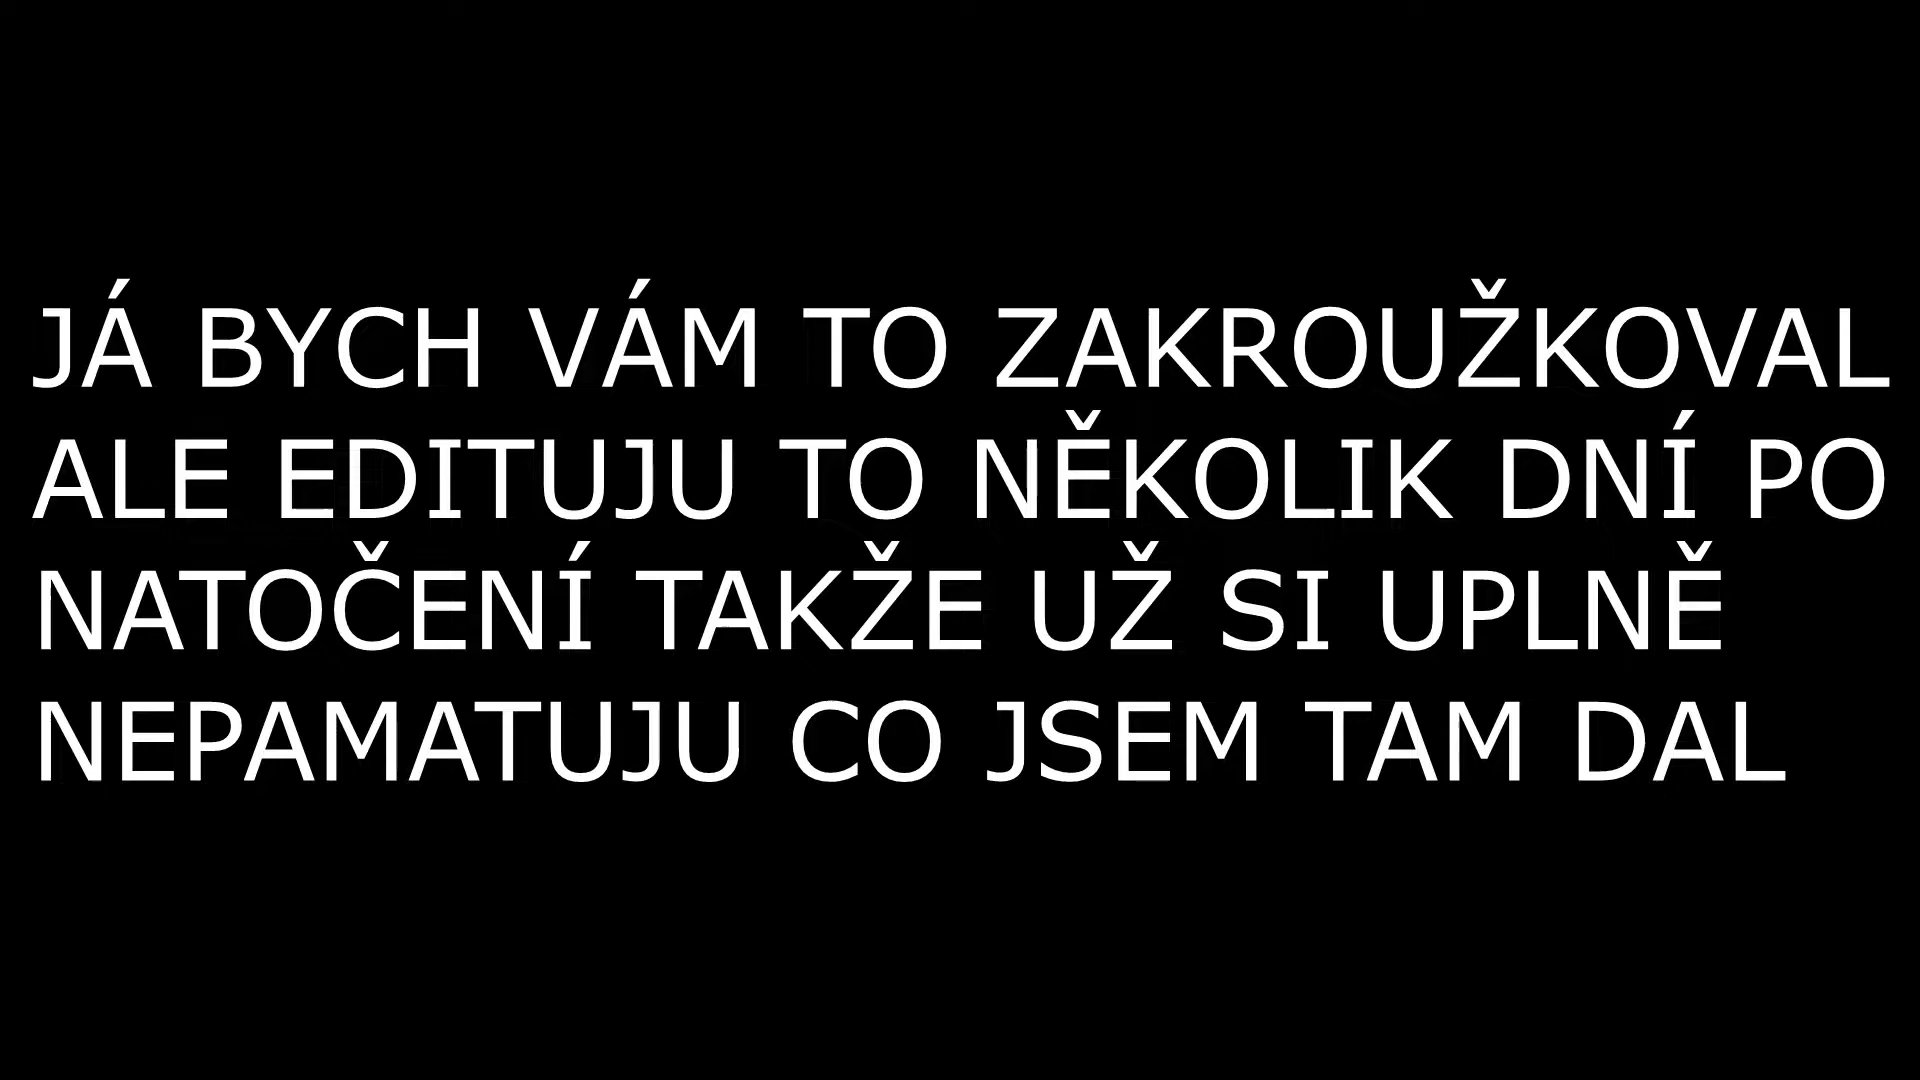 JÁ BYCH VÁM TO ZAKROUŽKOVAL
ALE EDITUJU TO NĚKOLIK DNÍ PO
NATOČENÍ TAKŽE UŽ SI UPLNĚ
NEPAMATUJU CO JSEM TAM DAL